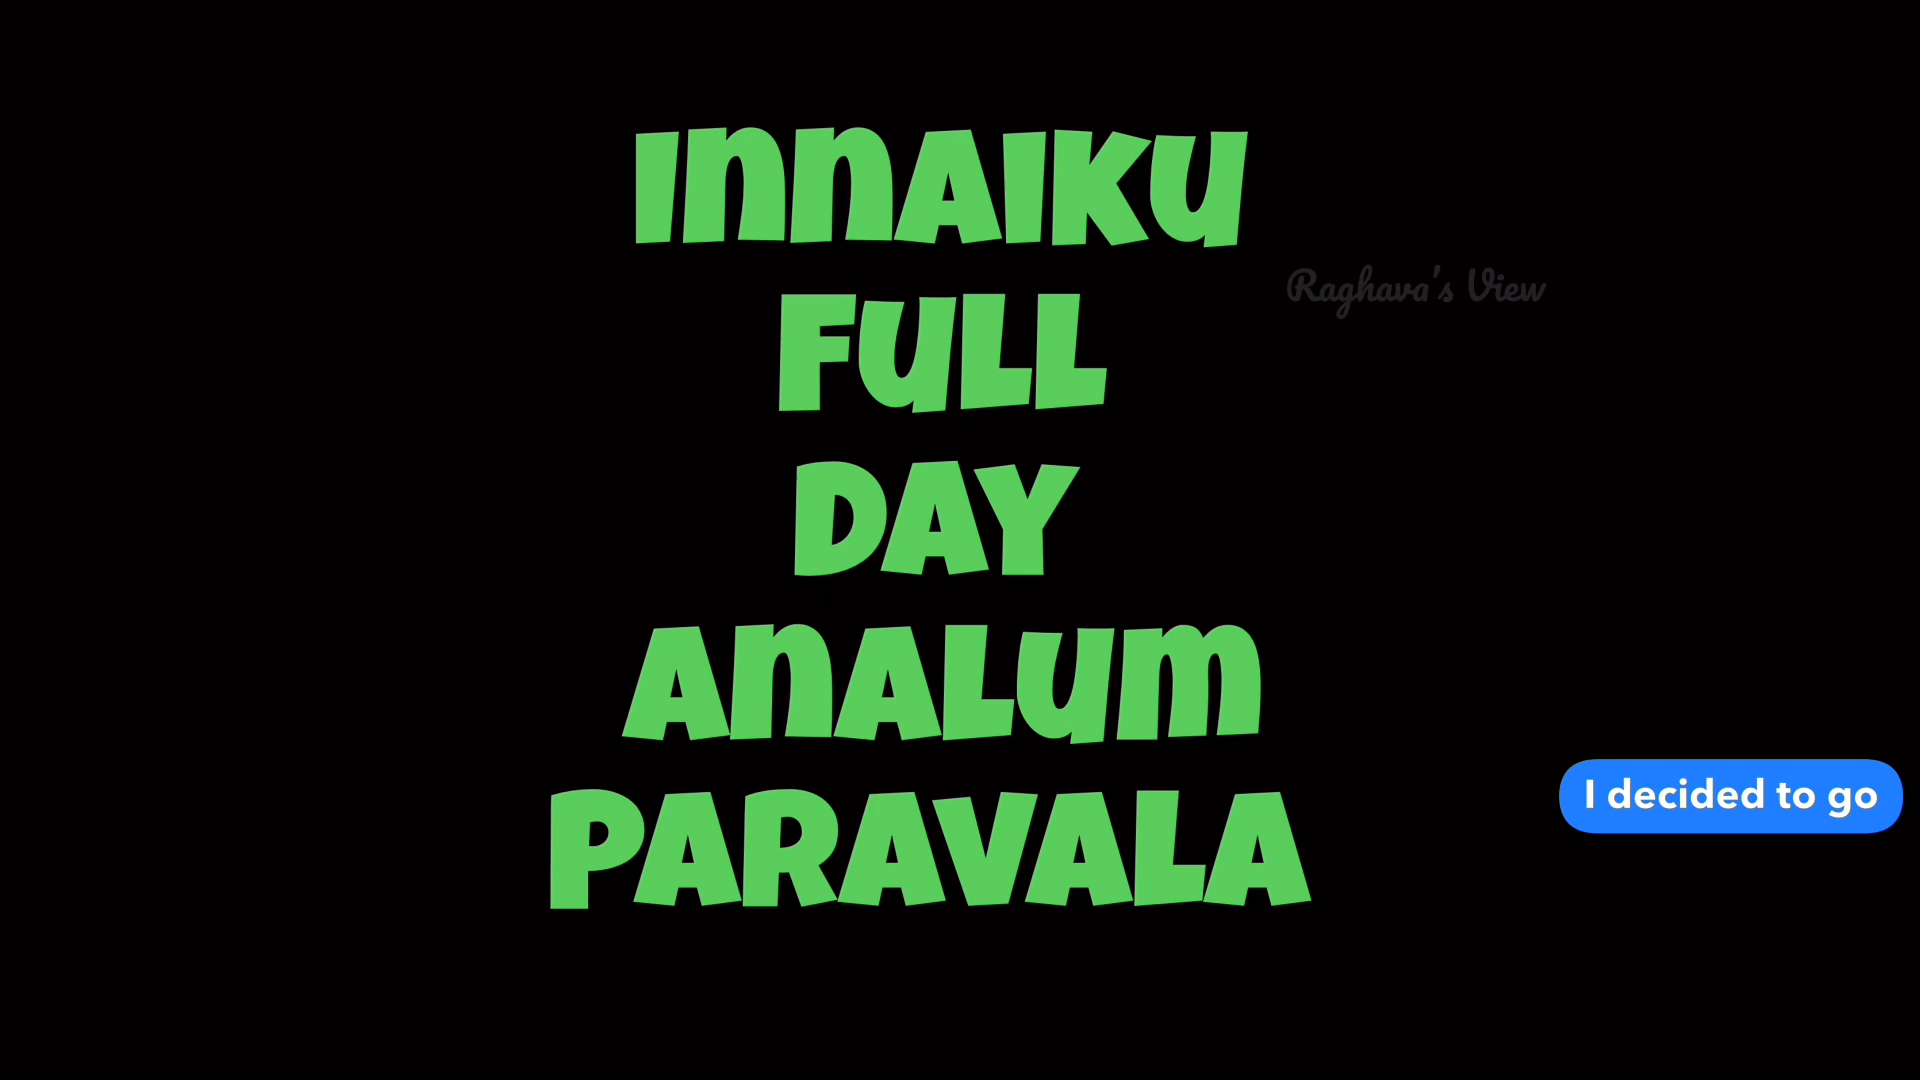 INNAIKU
Raghava's View
FULL
DAY
ANALUM
I decided to go
PARAVALA